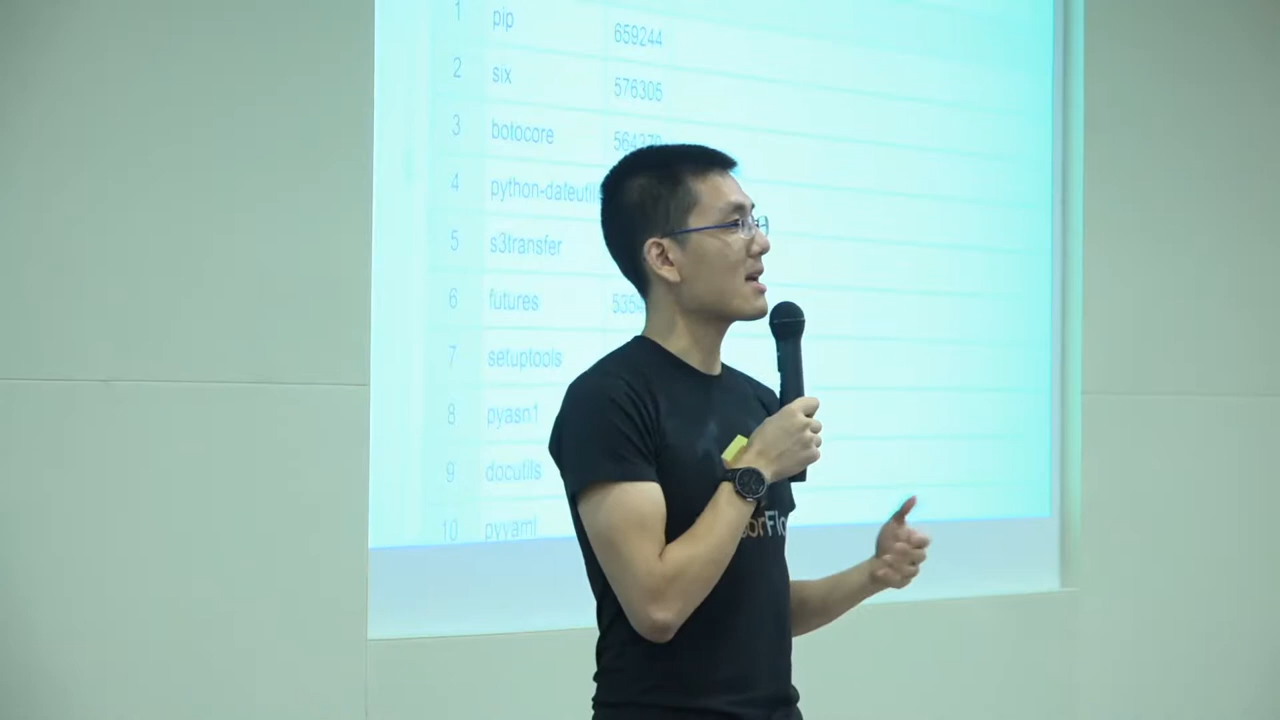 1 pip 659244
2 six 576305
3 botocore
4 python-dateutil
5 s3transfer
6 futures
7 setuptools
8 pyasn1
9 docutils
10 pyyaml
orFlo